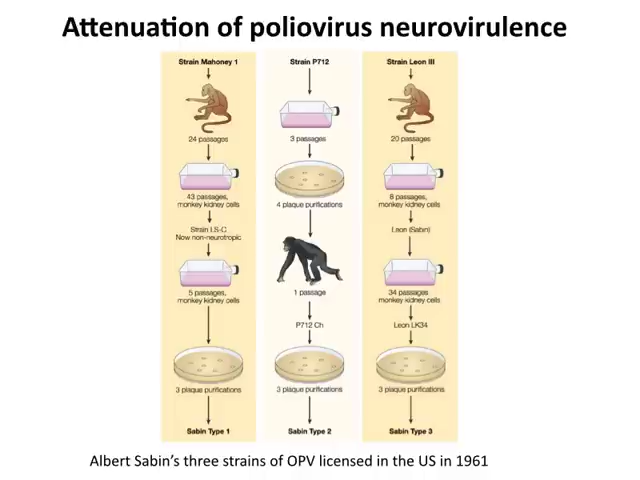 Attenuation of poliovirus neurovirulence
Strain Mahoney 1
24 passages
43 passages,
monkey kidney cells
Strain LS-C
Now non-neurotropic
5 passages,
monkey kidney cells
3 plaque purifications
Sabin Type 1
Strain P712
3 passages
4 plaque purifications
1 passage
P712 Ch
3 plaque purifications
Sabin Type 2
Strain Leon III
20 passages
8 passages,
monkey kidney cells
Leon (Sabin)
34 passages
monkey kidney cells
Leon LK34
3 plaque purifications
Sabin Type 3
Albert Sabin's three strains of OPV licensed in the US in 1961